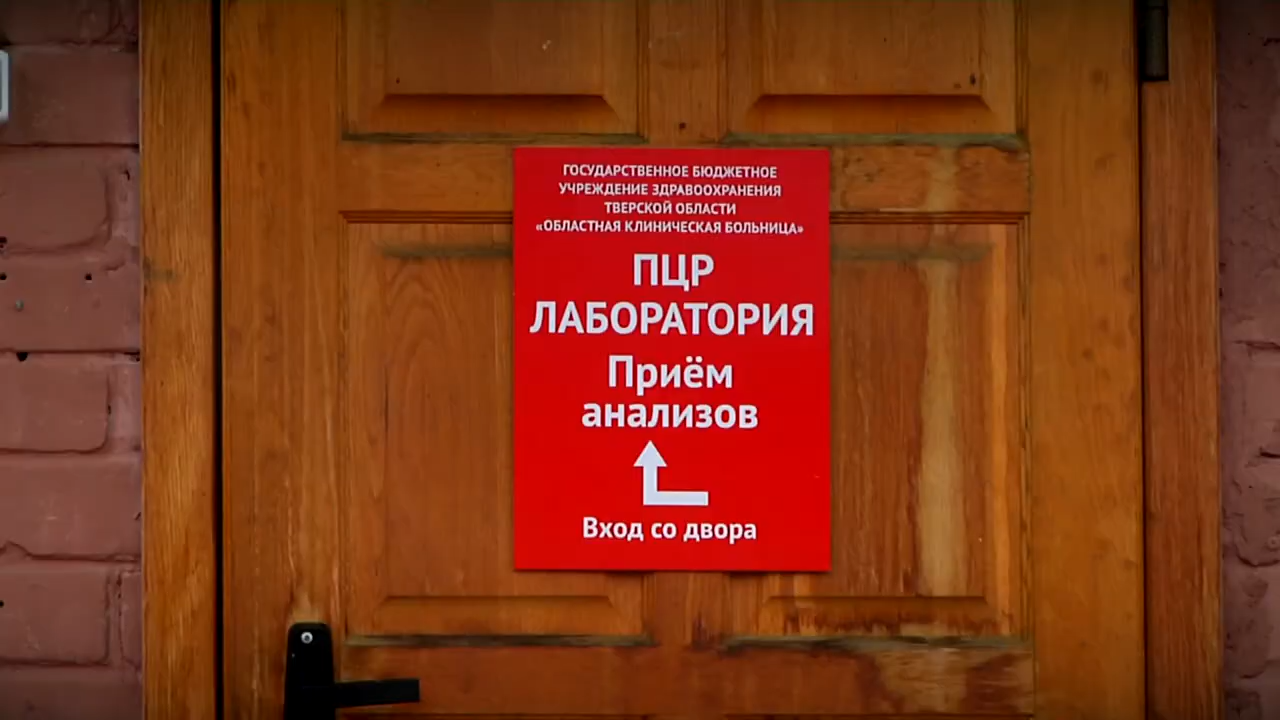 ГОСУДАРСТВЕННОЕ БЮДЖЕТНОЕ
УЧРЕЖДЕНИЕ ЗДРАВООХРАНЕНИЯ
ТВЕРСКОЙ ОБЛАСТИ
«ОБЛАСТНАЯ КЛИНИЧЕСКАЯ БОЛЬНИЦА»
ПЦР
ЛАБОРАТОРИЯ
Приём
анализов
Вход со двора